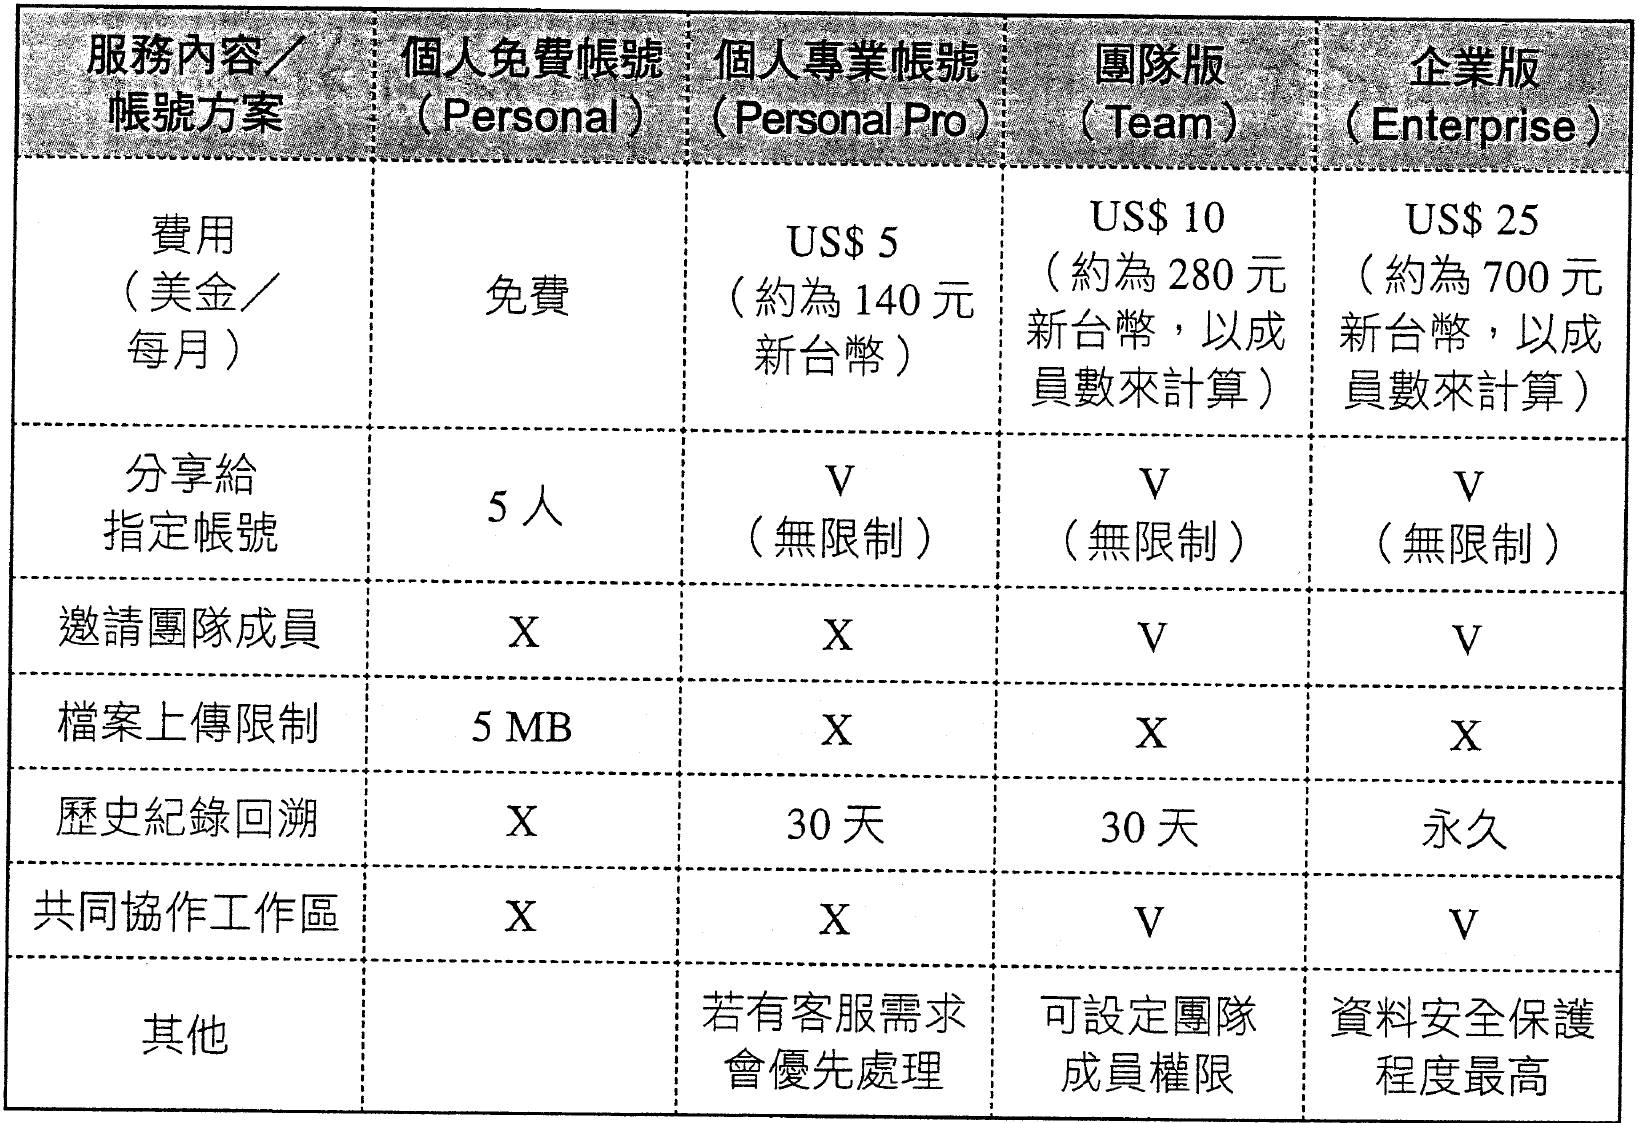 服務內容／
帳號方案
個人免費帳號
（Personal）
個人專業帳號
（Personal Pro）
團隊版
（Team）
企業版
（Enterprise）
費用
（美金／
每月）
免費
US$ 5
（約為 140 元
新台幣）
US$ 10
（約為 280 元
新台幣，以成
員數來計算）
US$ 25
（約為 700 元
新台幣，以成
員數來計算）
分享給
指定帳號
5 人
V
（無限制）
V
（無限制）
V
（無限制）
邀請團隊成員
X
X
V
V
檔案上傳限制
5 MB
X
X
X
歷史紀錄回溯
X
30 天
30 天
永久
共同協作工作區
X
X
V
V
其他
若有客服需求
會優先處理
可設定團隊
成員權限
資料安全保護
程度最高